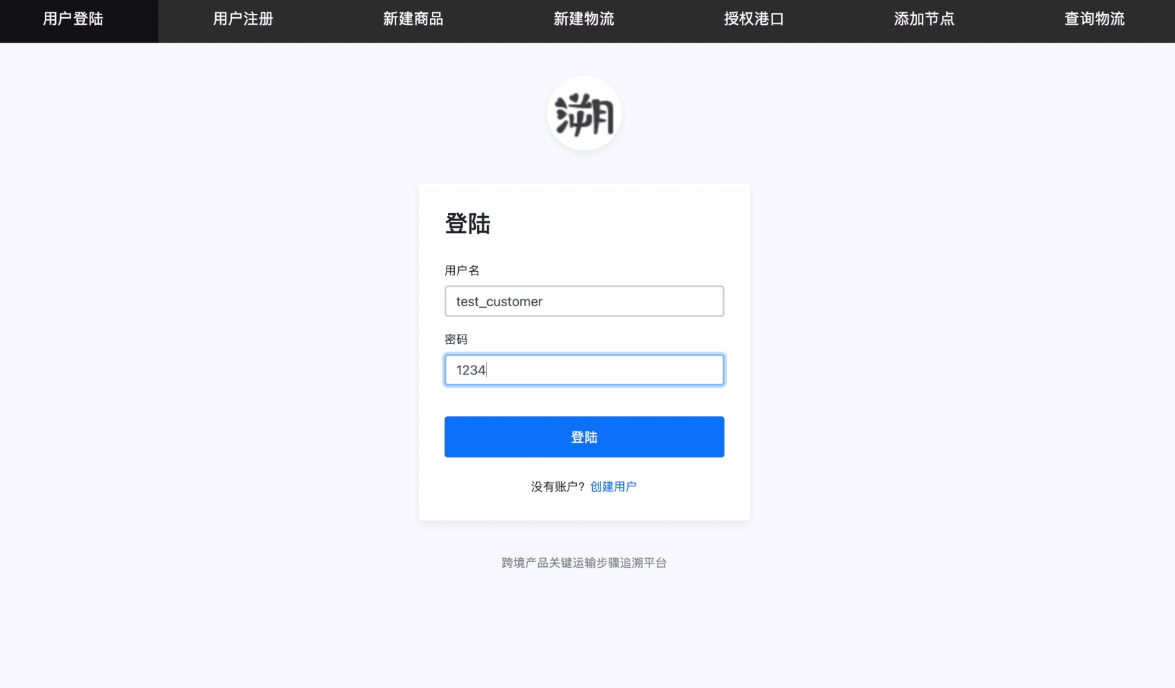 用户登陆 用户注册 新建商品 新建物流 授权港口 添加节点 查询物流
溯
登陆
用户名
test_customer
密码
1234
登陆
没有账户? 创建用户
跨境产品关键运输步骤追溯平台